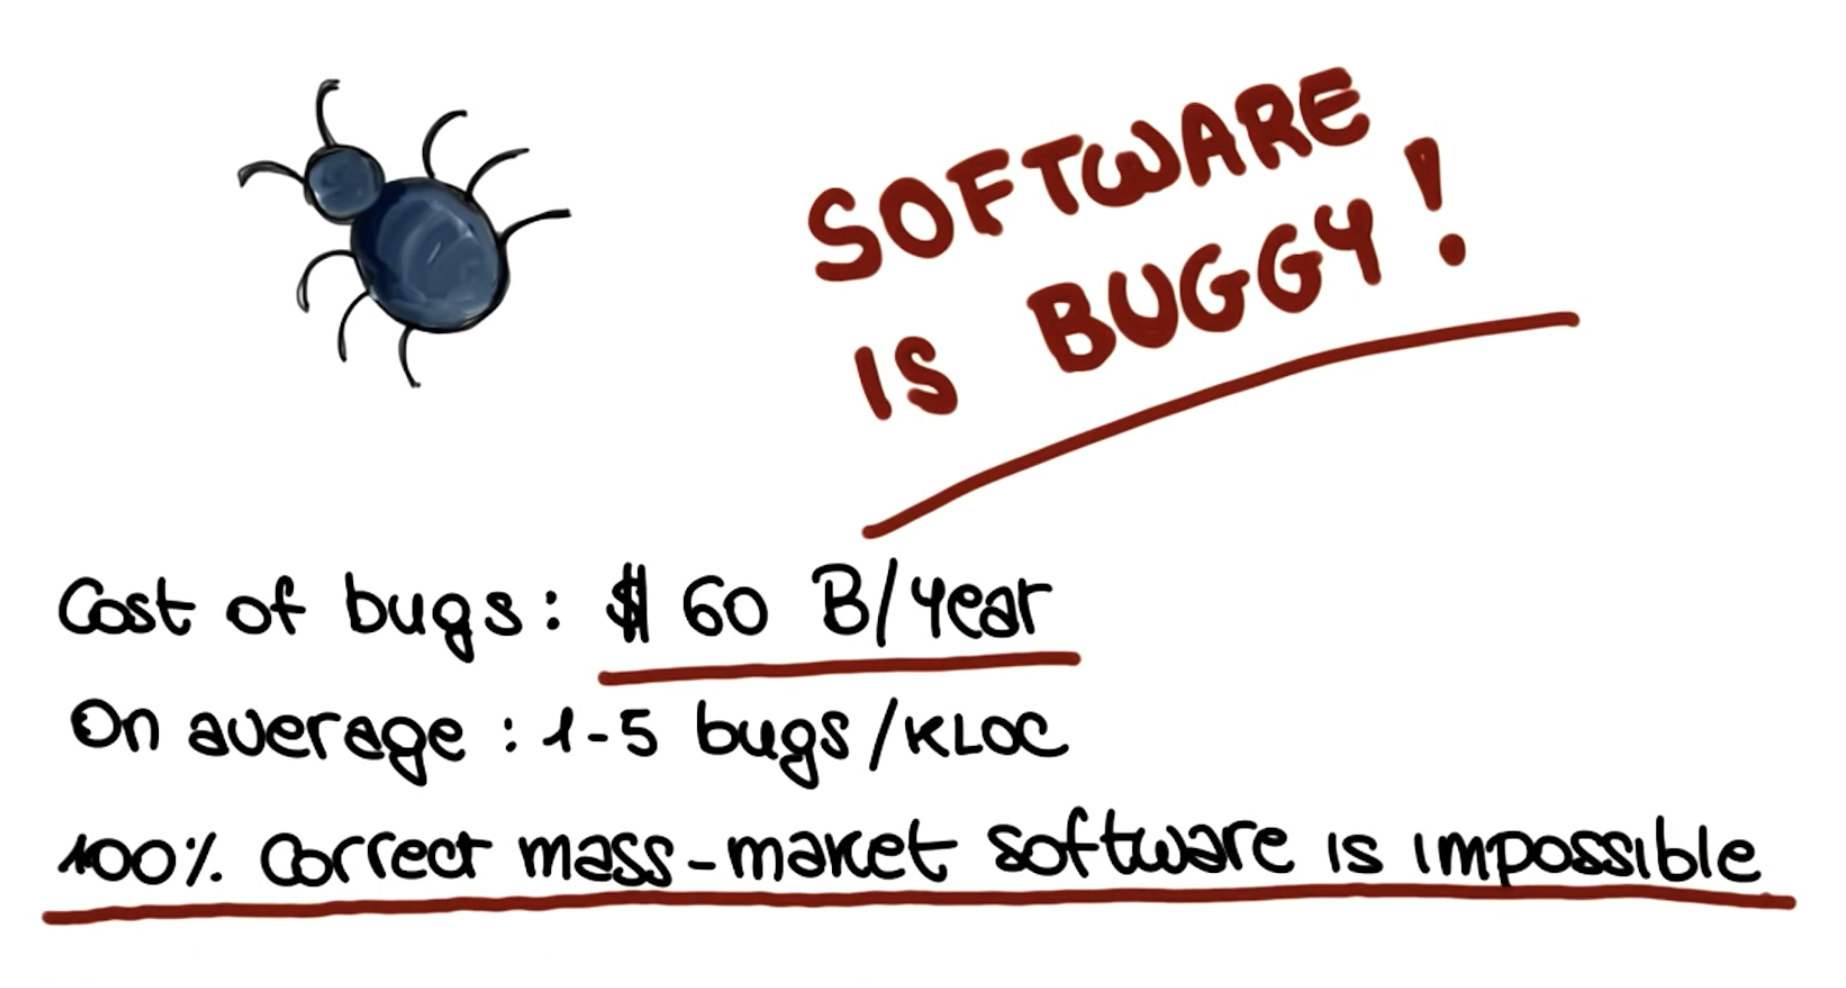 SOFTWARE
IS BUGGY!
Cost of bugs: $ 60 B/year
On average: 1-5 bugs/KLOC
100% Correct mass-market software is impossible